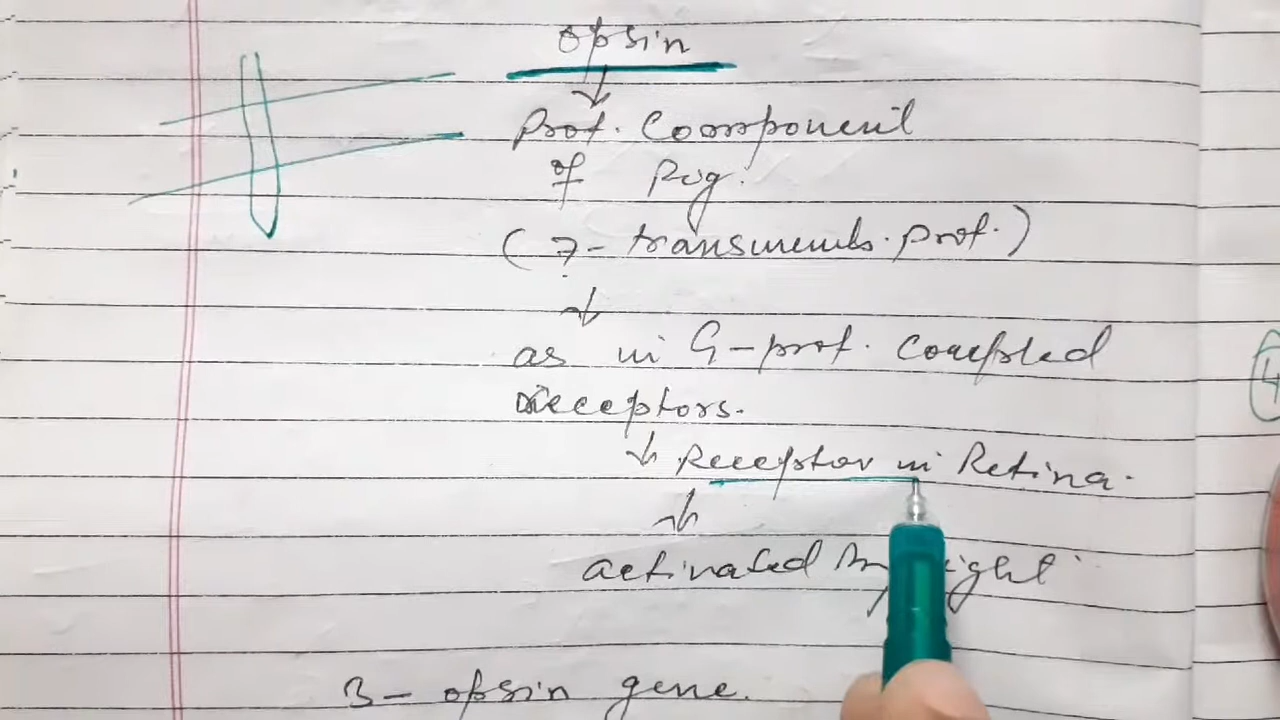 opsin
Prot. Component
of Pig.
(7-transmemb. prot.)
as in G-prot. coupled
receptors.
Receptor in Retina.
activated by light
3- opsin gene.
4